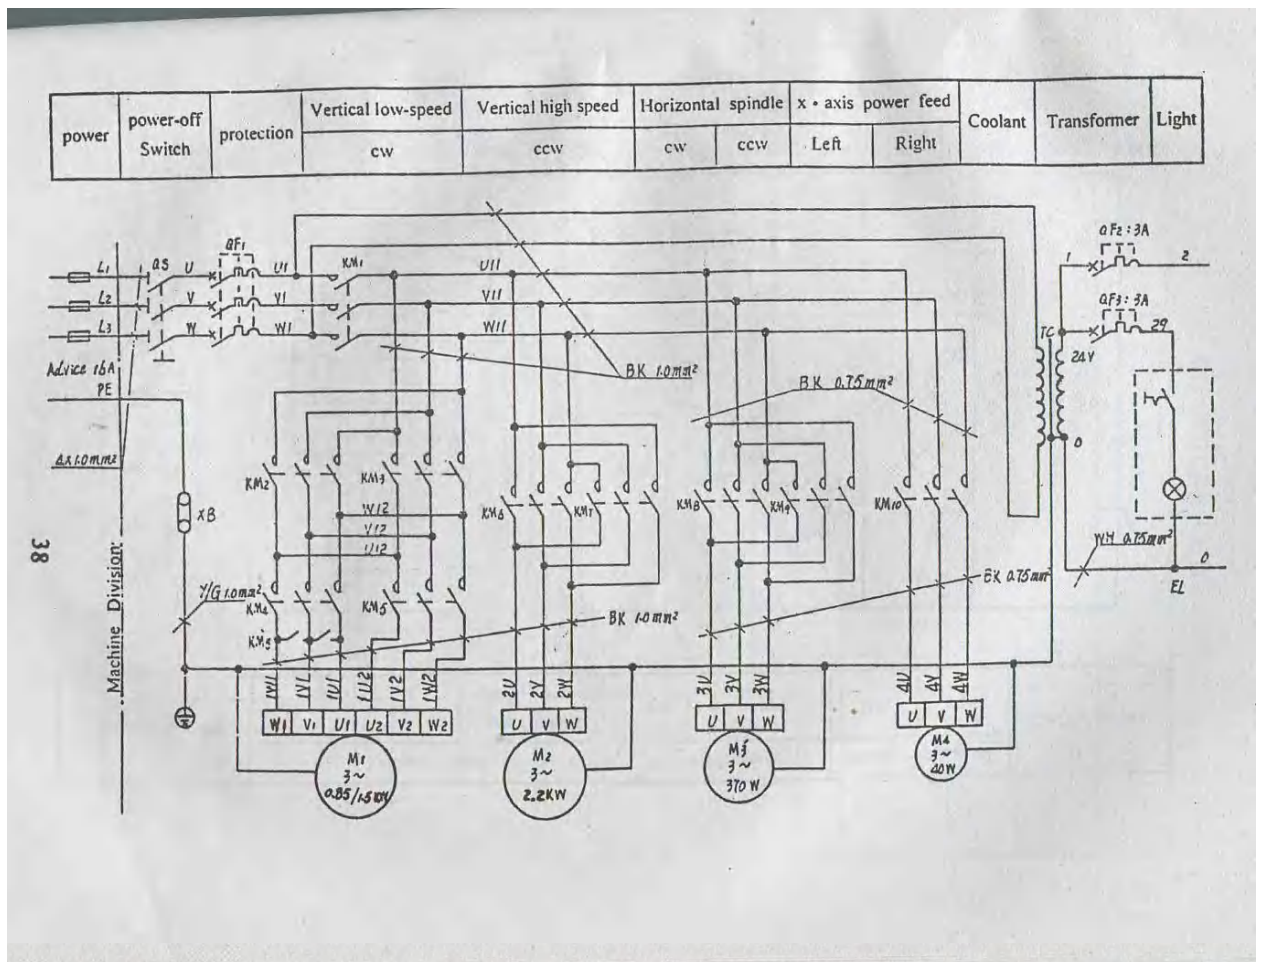 power
power-off
Switch
protection
Vertical low-speed
cw
Vertical high speed
ccw
Horizontal spindle
cw
ccw
x • axis power feed
Left
Right
Coolant
Transformer
Light
L1 QS U QF1 U1 KM1 U11
L2 V V1 V11
L3 W W1 W11
Advice 16A
PE
1 QF2:3A 2
QF3:3A 29
TC
24V
0
BK 1.0mm²
BK 0.75mm²
1.0mm²
XB
KM2
KM3
W12
V12
U12
KM6
KM7
KM8
KM9
KM10
WH 0.75mm²
0
EL
38
Machine Division
Y/G 1.0mm²
KM4
KM5
KM5
BK 1.0mm²
BK 0.75mm²
1W1 1V1 1U1 1U2 1V2 1W2
2U 2V 2W
3U 3V 3W
4U 4V 4W
W1 V1 U1 U2 V2 W2
U V W
U V W
U V W
M1
3~
0.85/1.5KW
M2
3~
2.2KW
M3
3~
370W
M4
3~
40W